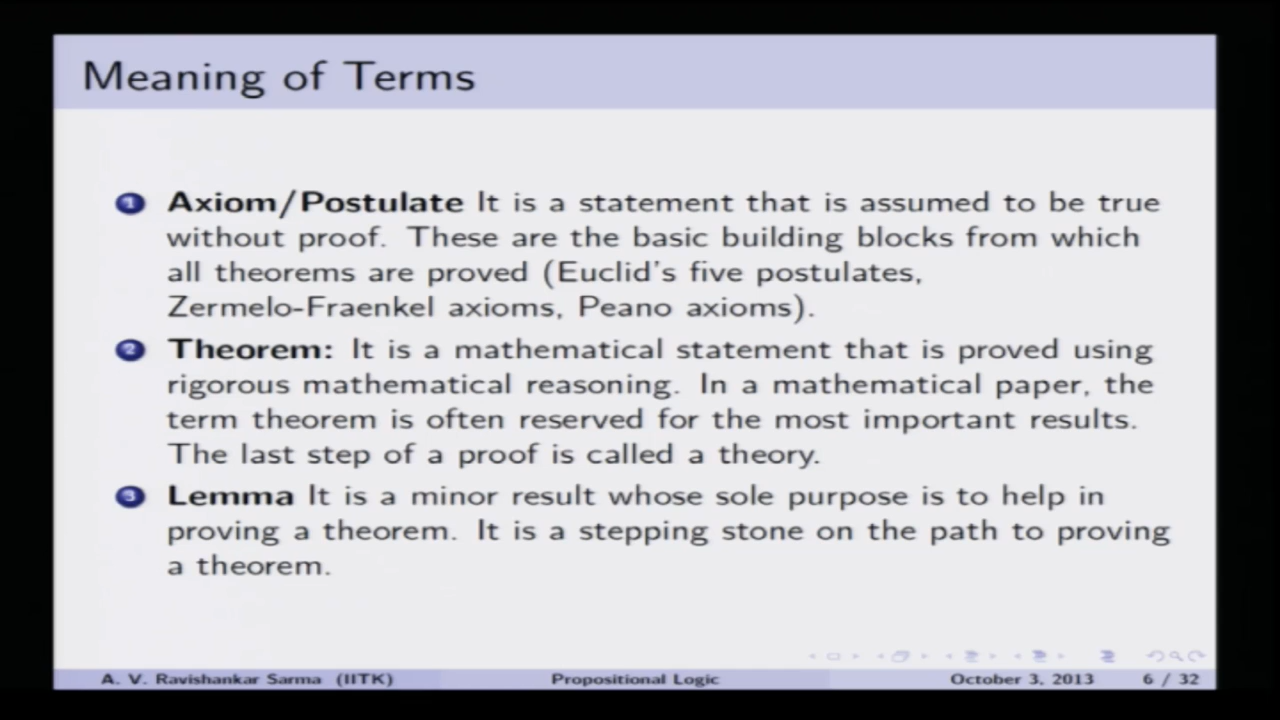 Meaning of Terms
1 Axiom/Postulate It is a statement that is assumed to be true
without proof. These are the basic building blocks from which
all theorems are proved (Euclid's five postulates,
Zermelo-Fraenkel axioms, Peano axioms).
2 Theorem: It is a mathematical statement that is proved using
rigorous mathematical reasoning. In a mathematical paper, the
term theorem is often reserved for the most important results.
The last step of a proof is called a theory.
3 Lemma It is a minor result whose sole purpose is to help in
proving a theorem. It is a stepping stone on the path to proving
a theorem.
A. V. Ravishankar Sarma (IITK) Propositional Logic October 3, 2013 6 / 32